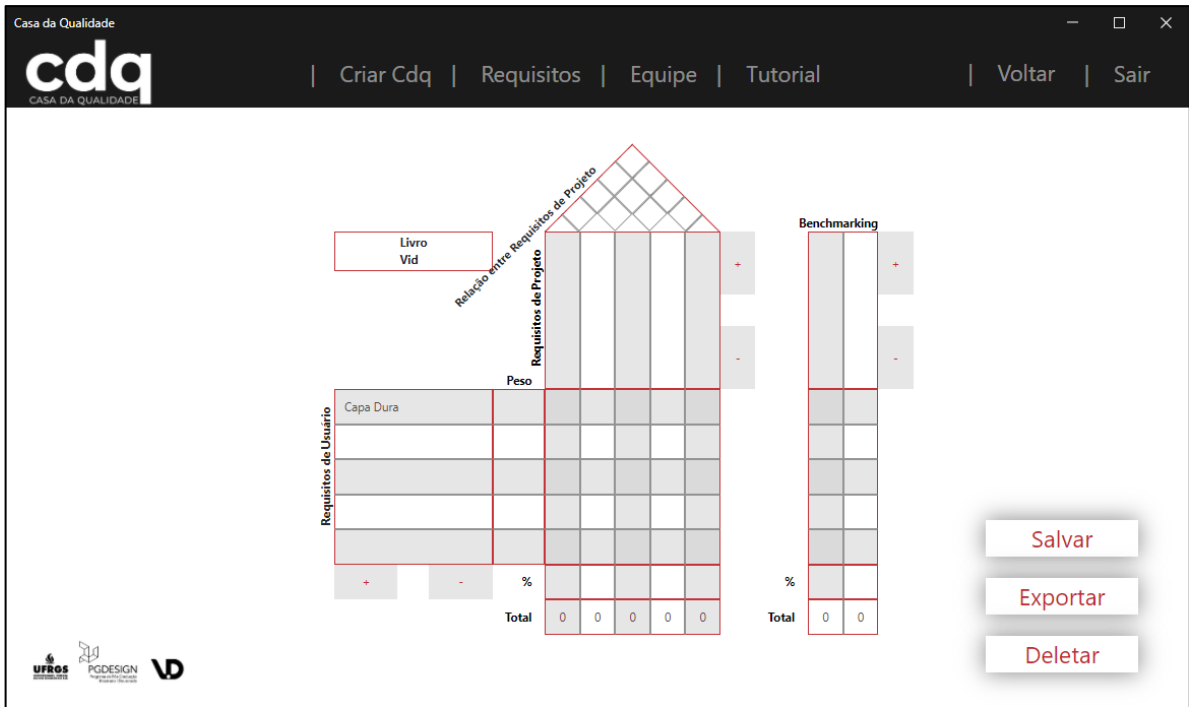 Casa da Qualidade
cdq
CASA DA QUALIDADE
| Criar Cdq | Requisitos | Equipe | Tutorial | Voltar | Sair
Relação entre Requisitos de Projeto
Benchmarking
Livro
Vid
Requisitos de Projeto
+ +
- -
Peso
Requisitos de Usuário
Capa Dura
+ - % %
Total 0 0 0 0 0 Total 0 0
Salvar
Exportar
Deletar
UFRGS
PGDESIGN
VD